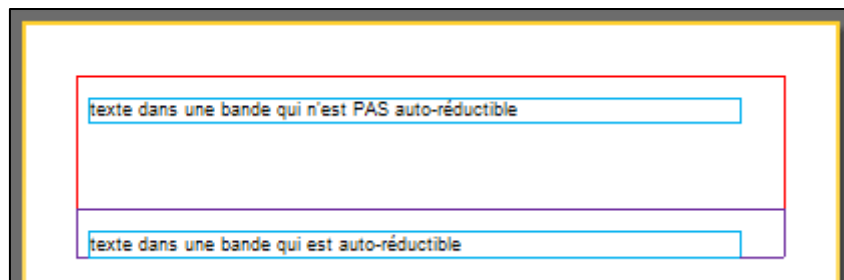 texte dans une bande qui n'est PAS auto-réductible
texte dans une bande qui est auto-réductible